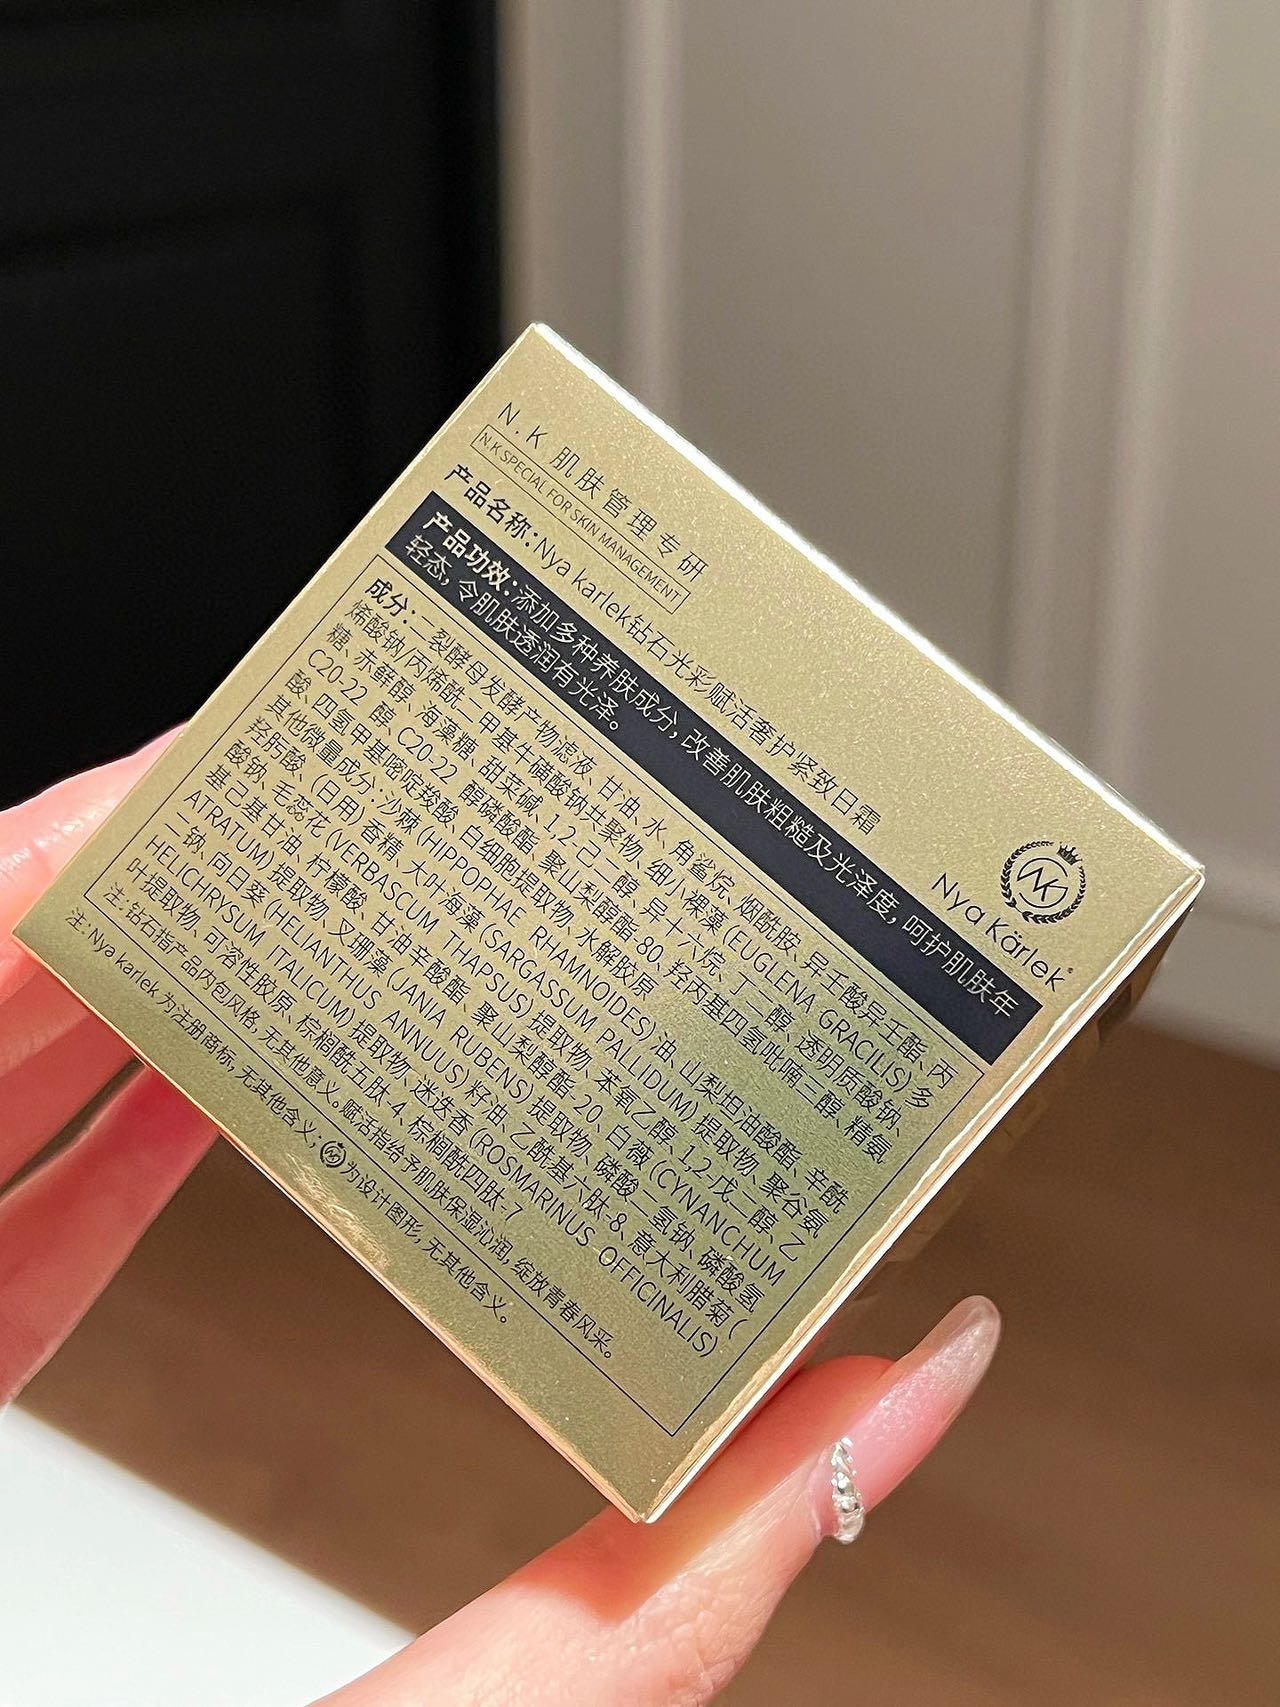 N.K 肌肤管理专研
N.K SPECIAL FOR SKIN MANAGEMENT
Nya Kärlek
产品名称：Nya karlek钻石光彩赋活奢护紧致日霜
产品功效：添加多种养肤成分，改善肌肤粗糙及光泽度，呵护肌肤年
轻态，令肌肤透润有光泽。
成分：二裂酵母发酵产物滤液、甘油、水、角鲨烷、烟酰胺、异壬酸异壬酯、丙
烯酸钠/丙烯酰二甲基牛磺酸钠共聚物、细小裸藻(EUGLENA GRACILIS)多
糖、赤藓醇、海藻糖、甜菜碱、1,2-己二醇、异十六烷、丁二醇、透明质酸钠、
C20-22 醇、C20-22 醇磷酸酯、聚山梨醇酯-80、羟丙基四氢吡喃三醇、精氨
酸、四氢甲基嘧啶羧酸、白细胞提取物、水解胶原
其他微量成分：沙棘(HIPPOPHAE RHAMNOIDES)油、山梨坦油酸酯、辛酰
羟肟酸、(日用)香精、大叶海藻(SARGASSUM PALLIDUM)提取物、聚谷氨
酸钠、毛蕊花(VERBASCUM THAPSUS)提取物、苯氧乙醇、1,2-戊二醇、乙
基己基甘油、柠檬酸、甘油辛酸酯、聚山梨醇酯-20、白薇(CYNANCHUM
ATRATUM)提取物、叉珊藻(JANIA RUBENS)提取物、磷酸二氢钠、磷酸氢
二钠、向日葵(HELIANTHUS ANNUUS)籽油、乙酰基六肽-8、意大利腊菊(
HELICHRYSUM ITALICUM)提取物、迷迭香(ROSMARINUS OFFICINALIS)
叶提取物、可溶性胶原、棕榈酰五肽-4、棕榈酰四肽-7
注：钻石指产品内包风格，无其他意义。赋活指给予肌肤保湿沁润，绽放青春风采。
注：Nya karlek 为注册商标，无其他含义；NK为设计图形，无其他含义。